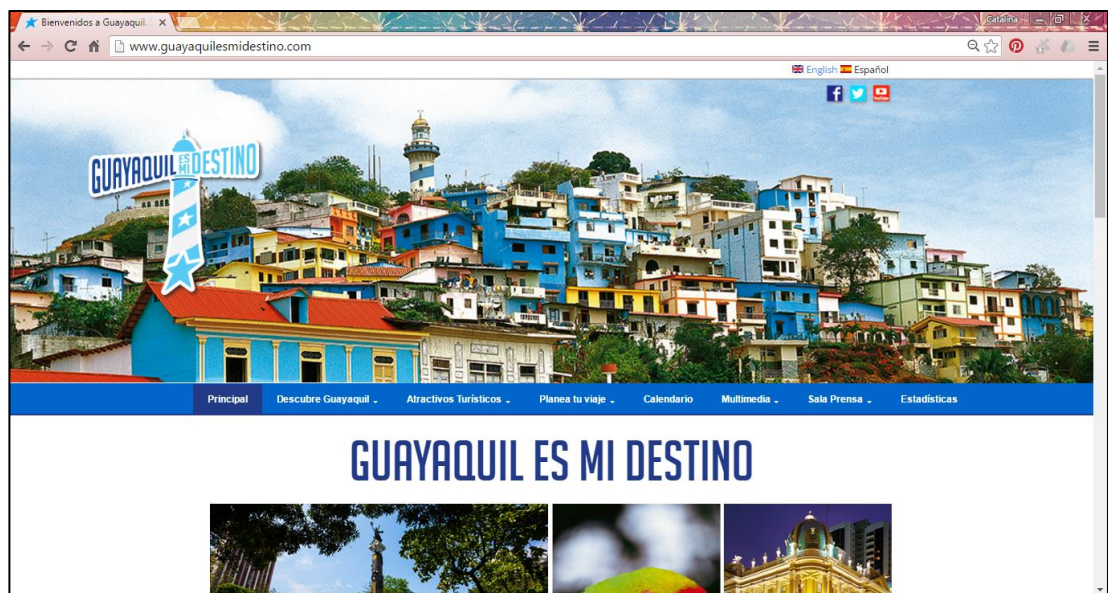 Bienvenidos a Guayaquil.
Catalina
www.guayaquilesmidestino.com
English Español
GUAYAQUIL ES MI DESTINO
Principal Descubre Guayaquil Atractivos Turísticos Planea tu viaje Calendario Multimedia Sala Prensa Estadísticas
GUAYAQUIL ES MI DESTINO